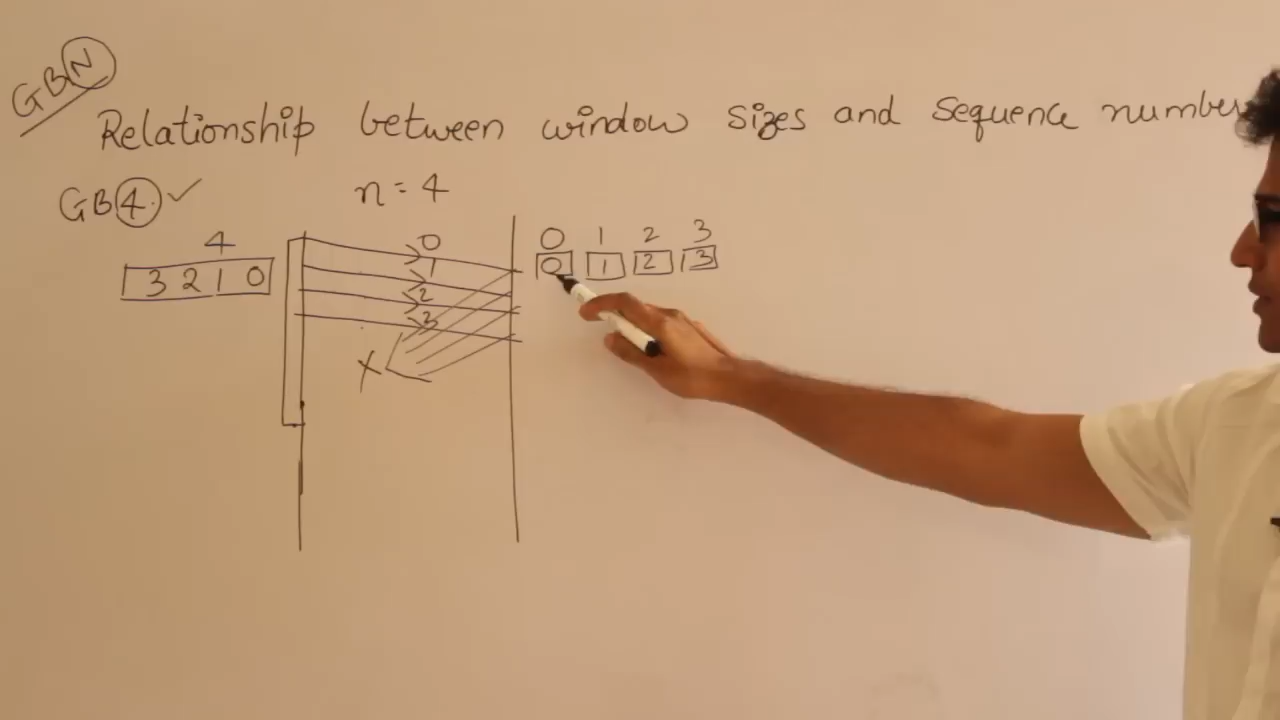 GBN
Relationship between window sizes and sequence number
GB4. ✓
n = 4
4
3 2 1 0
0
1
2
3
X
0 1 2 3
0 1 2 3